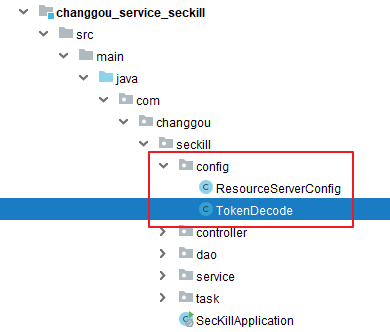 changgou_service_seckill
src
main
java
com
changgou
seckill
config
ResourceServerConfig
TokenDecode
controller
dao
service
task
SecKillApplication